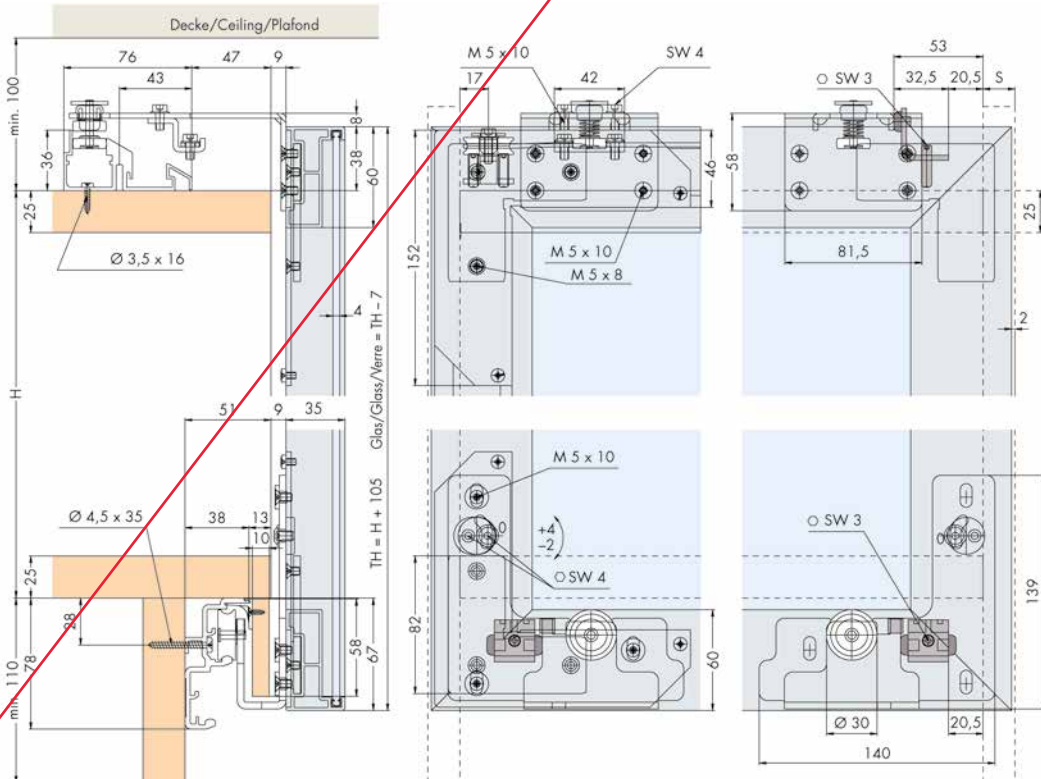 Decke/Ceiling/Plafond
76
47
9
43
min. 100
36
8
38
60
25
Ø 3,5 x 16
4
H
TH = H + 105 Glas/Glass/Verre = TH – 7
51
9
35
Ø 4,5 x 35
38
13
10
25
28
78
min. 110
58
67
M 5 x 10
SW 4
17
42
46
152
M 5 x 10
M 5 x 8
M 5 x 10
0
+4
–2
SW 4
82
60
53
SW 3
32,5
20,5
S
58
25
81,5
2
SW 3
0
139
Ø 30
20,5
140